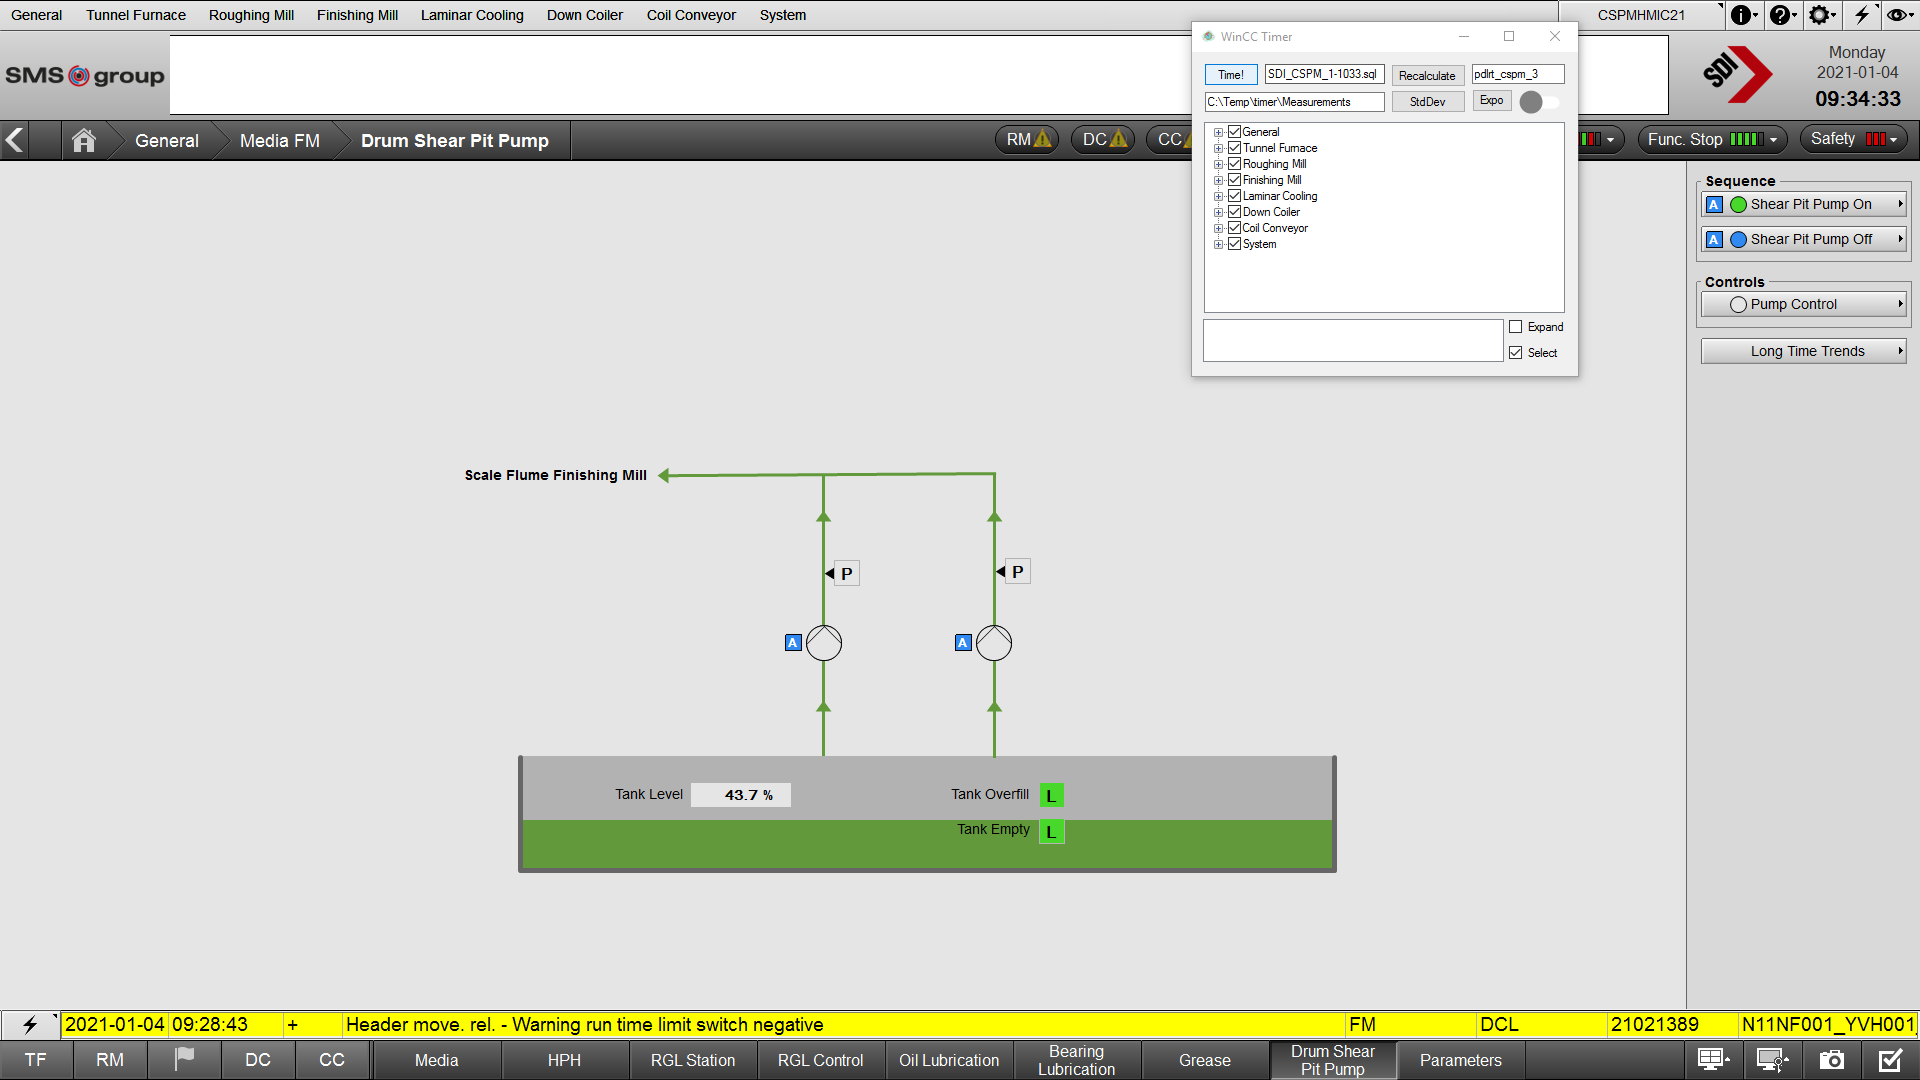 General Tunnel Furnace Roughing Mill Finishing Mill Laminar Cooling Down Coiler Coil Conveyor System CSPMHMIC21
SMS group
SDI
Monday
2021-01-04
09:34:33
WinCC Timer
Time! SDI_CSPM_1-1033.sql Recalculate pdlrt_cspm_3
C:\Temp\timer\Measurements StdDev Expo
General
Tunnel Furnace
Roughing Mill
Finishing Mill
Laminar Cooling
Down Coiler
Coil Conveyor
System
Expand
Select
General Media FM Drum Shear Pit Pump RM DC CC Func. Stop Safety
Sequence
A Shear Pit Pump On
A Shear Pit Pump Off
Controls
Pump Control
Long Time Trends
Scale Flume Finishing Mill
P P
A A
Tank Level 43.7 % Tank Overfill L
Tank Empty L
2021-01-04 09:28:43 + Header move. rel. - Warning run time limit switch negative FM DCL 21021389 N11NF001_YVH001_
TF RM DC CC Media HPH RGL Station RGL Control Oil Lubrication Bearing Lubrication Grease Drum Shear Pit Pump Parameters